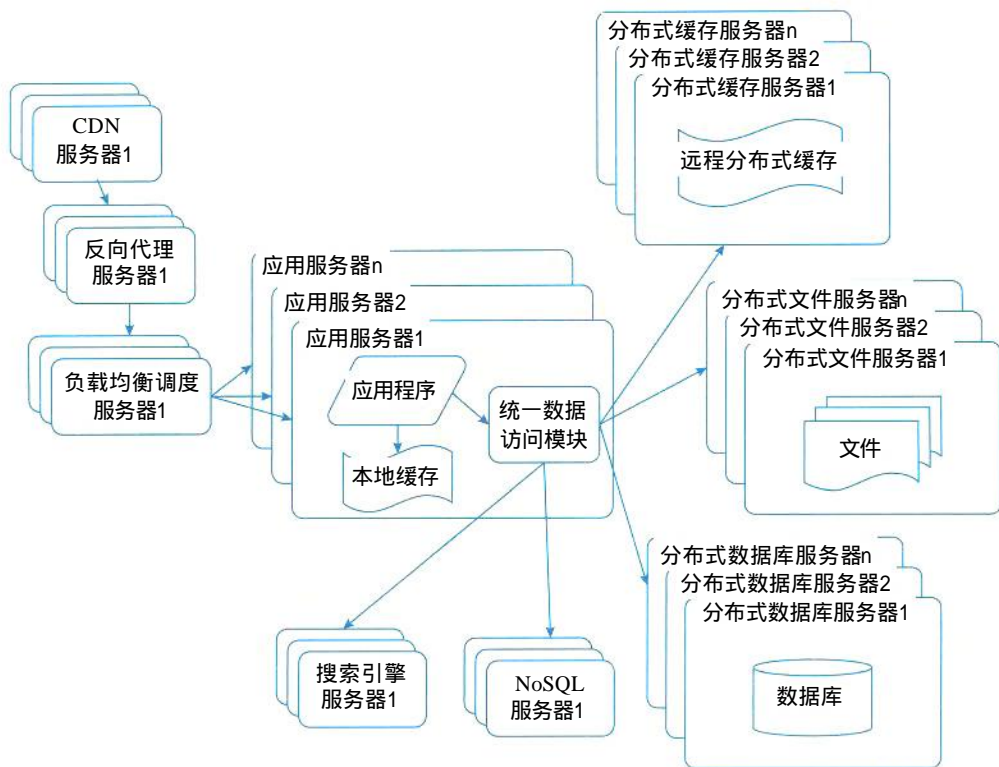 分布式缓存服务器n
分布式缓存服务器2
分布式缓存服务器1
远程分布式缓存
CDN
服务器1
反向代理
服务器1
负载均衡调度
服务器1
应用服务器n
应用服务器2
应用服务器1
应用程序
本地缓存
统一数据
访问模块
分布式文件服务器n
分布式文件服务器2
分布式文件服务器1
文件
分布式数据库服务器n
分布式数据库服务器2
分布式数据库服务器1
数据库
搜索引擎
服务器1
NoSQL
服务器1